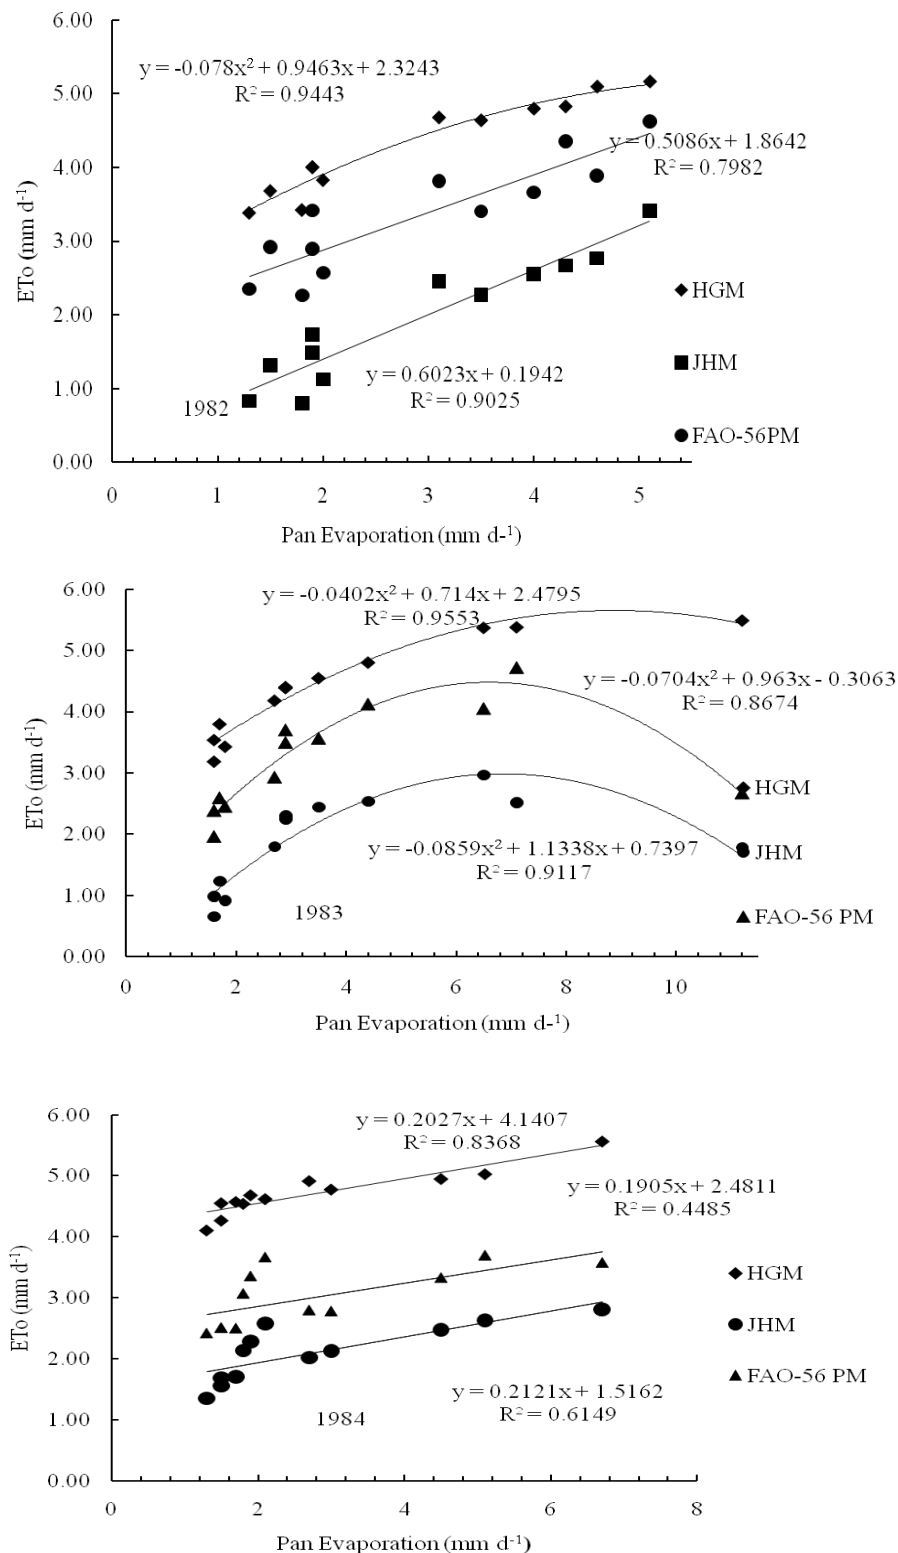 6.00
y = -0.078x² + 0.9463x + 2.3243
R² = 0.9443
5.00
y = 0.5086x + 1.8642
R² = 0.7982
4.00
ETo (mm d-¹)
3.00
HGM
2.00
JHM
y = 0.6023x + 0.1942
R² = 0.9025
1.00
1982
FAO-56PM
0.00
0 1 2 3 4 5
Pan Evaporation (mm d-¹)
6.00
y = -0.0402x² + 0.714x + 2.4795
R² = 0.9553
5.00
y = -0.0704x² + 0.963x - 0.3063
R² = 0.8674
4.00
ETo (mm d-¹)
3.00
HGM
2.00
y = -0.0859x² + 1.1338x + 0.7397
R² = 0.9117
JHM
1.00
1983
FAO-56 PM
0.00
0 2 4 6 8 10
Pan Evaporation (mm d-¹)
6.00
y = 0.2027x + 4.1407
R² = 0.8368
5.00
y = 0.1905x + 2.4811
R² = 0.4485
4.00
ETo (mm d-¹)
HGM
3.00
JHM
2.00
FAO-56 PM
y = 0.2121x + 1.5162
R² = 0.6149
1.00
1984
0.00
0 2 4 6 8
Pan Evaporation (mm d-¹)